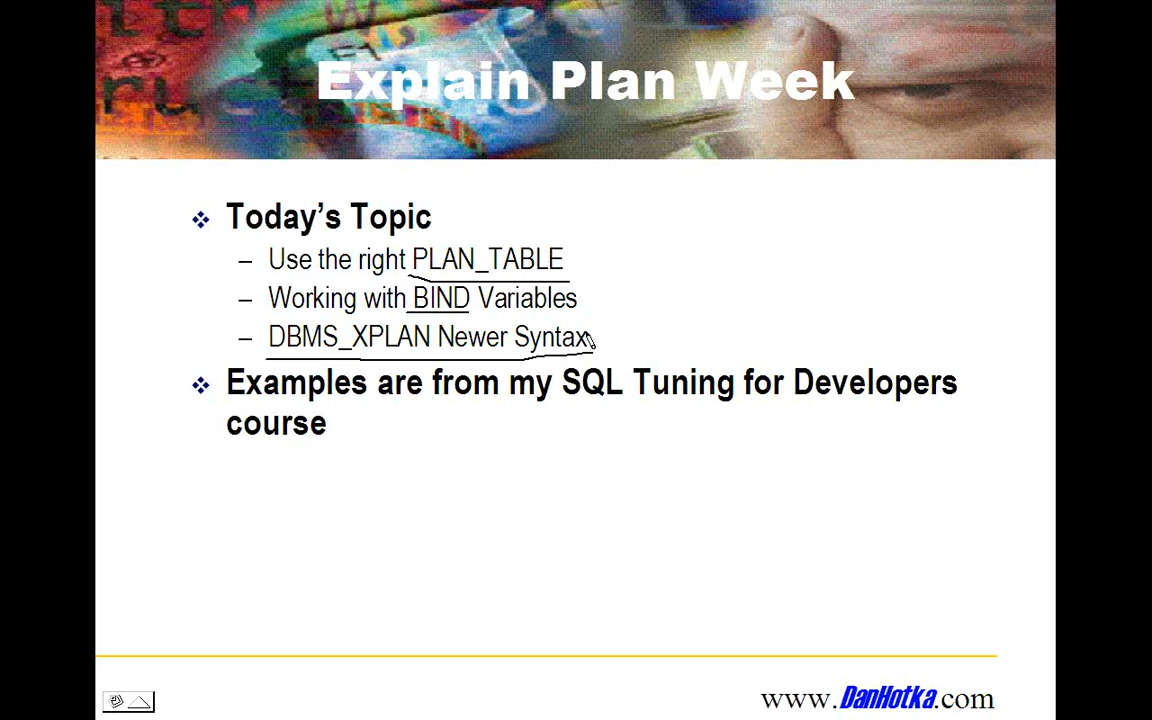 Explain Plan Week
Today's Topic
– Use the right PLAN_TABLE
– Working with BIND Variables
– DBMS_XPLAN Newer Syntax
Examples are from my SQL Tuning for Developers
course
www.DanHotka.com